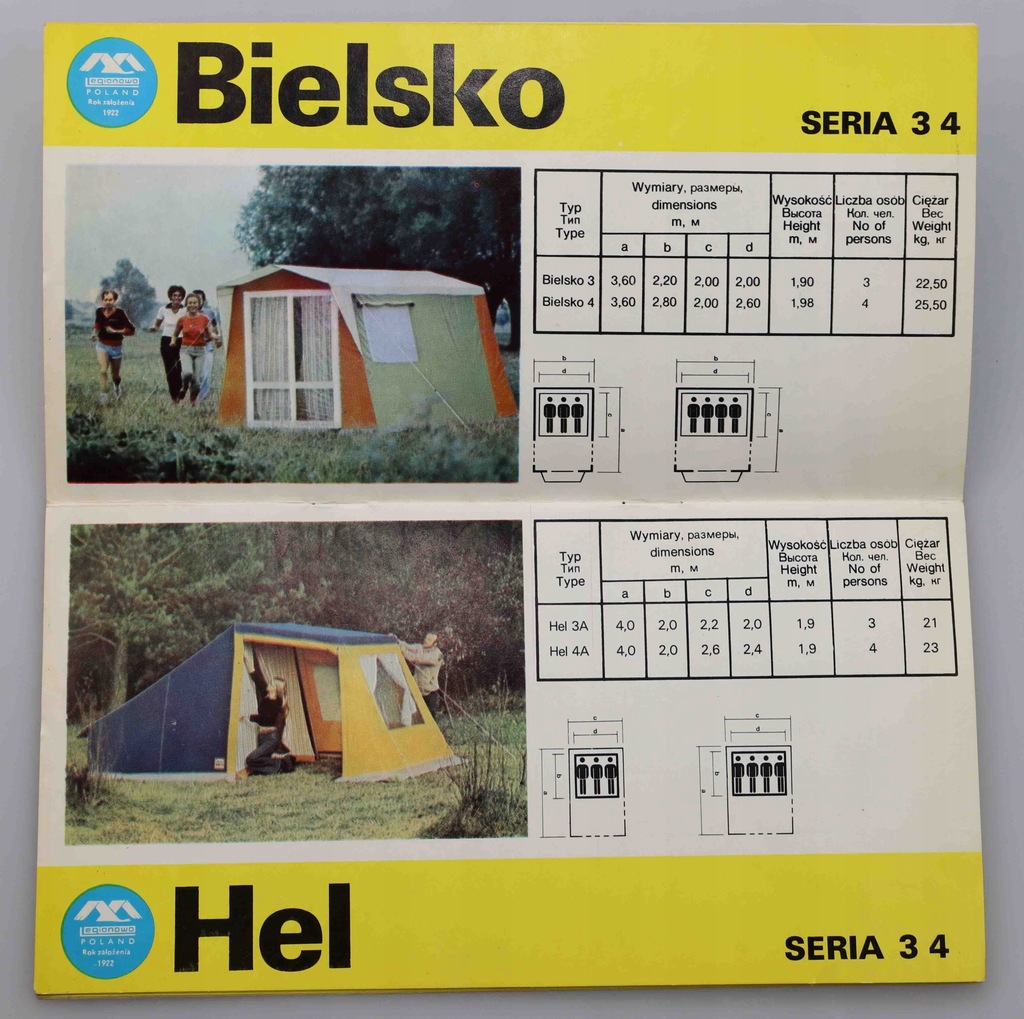 Legionowo
POLAND
Rok założenia
1922
Bielsko
SERIA 3 4
Typ
Тип
Type
Wymiary, размеры,
dimensions
m, м
a b c d
Wysokość
Высота
Height
m, м
Liczba osób
Кол. чел.
No of
persons
Ciężar
Вес
Weight
kg, кг
Bielsko 3 3,60 2,20 2,00 2,00 1,90 3 22,50
Bielsko 4 3,60 2,80 2,00 2,60 1,98 4 25,50
b
d
c
a
b
d
c
a
Typ
Тип
Type
Wymiary, размеры,
dimensions
m, м
a b c d
Wysokość
Высота
Height
m, м
Liczba osób
Кол. чел.
No of
persons
Ciężar
Вес
Weight
kg, кг
Hel 3A 4,0 2,0 2,2 2,0 1,9 3 21
Hel 4A 4,0 2,0 2,6 2,4 1,9 4 23
c
d
b
a
c
d
b
a
Legionowo
POLAND
Rok założenia
-1922
Hel
SERIA 3 4